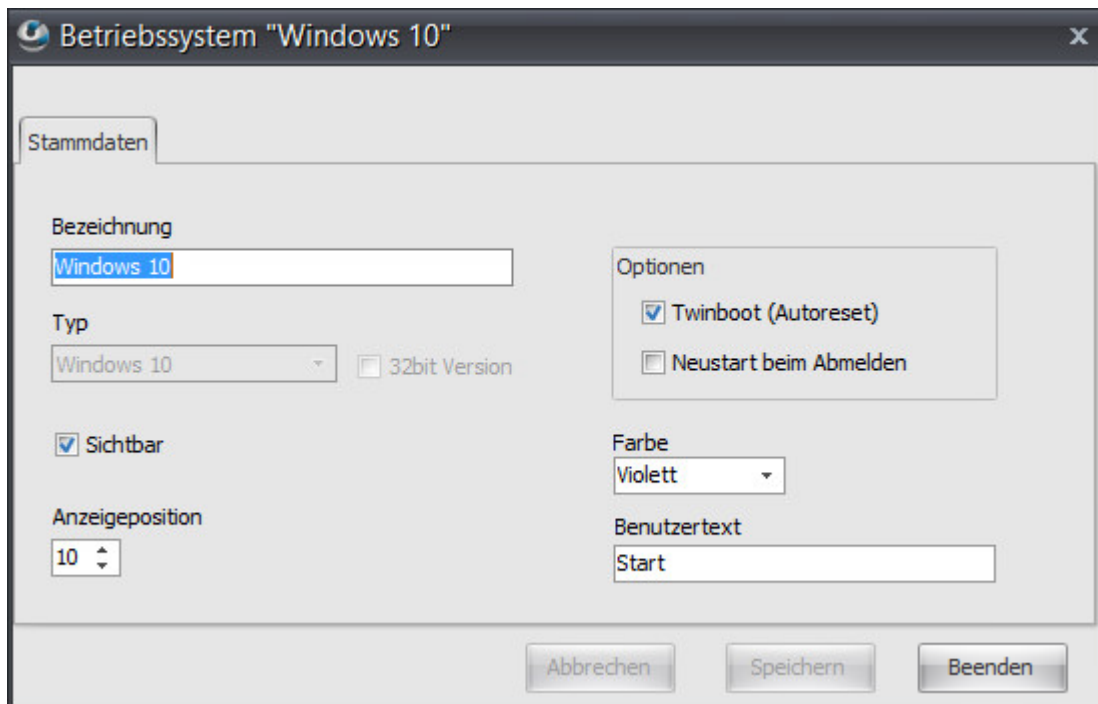 Betriebssystem "Windows 10"
Stammdaten
Bezeichnung
Windows 10
Typ
Windows 10
32bit Version
Sichtbar
Anzeigeposition
10
Optionen
Twinboot (Autoreset)
Neustart beim Abmelden
Farbe
Violett
Benutzertext
Start
Abbrechen
Speichern
Beenden